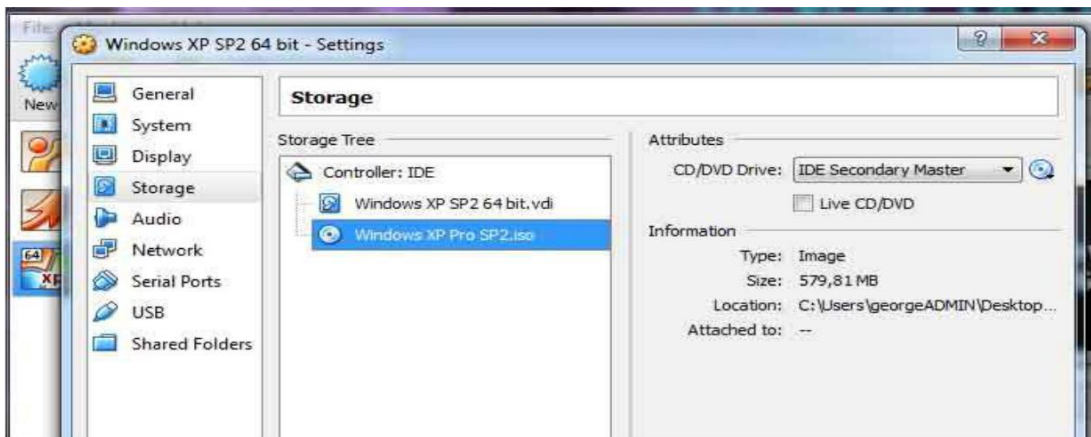 File
Windows XP SP2 64 bit - Settings
New
General
System
Display
Storage
Audio
Network
Serial Ports
USB
Shared Folders
Storage
Storage Tree
Controller: IDE
Windows XP SP2 64 bit.vdi
Windows XP Pro SP2.iso
Attributes
CD/DVD Drive: IDE Secondary Master
Live CD/DVD
Information
Type: Image
Size: 579,81 MB
Location: C:\Users\georgeADMIN\Desktop...
Attached to: --
64
XP